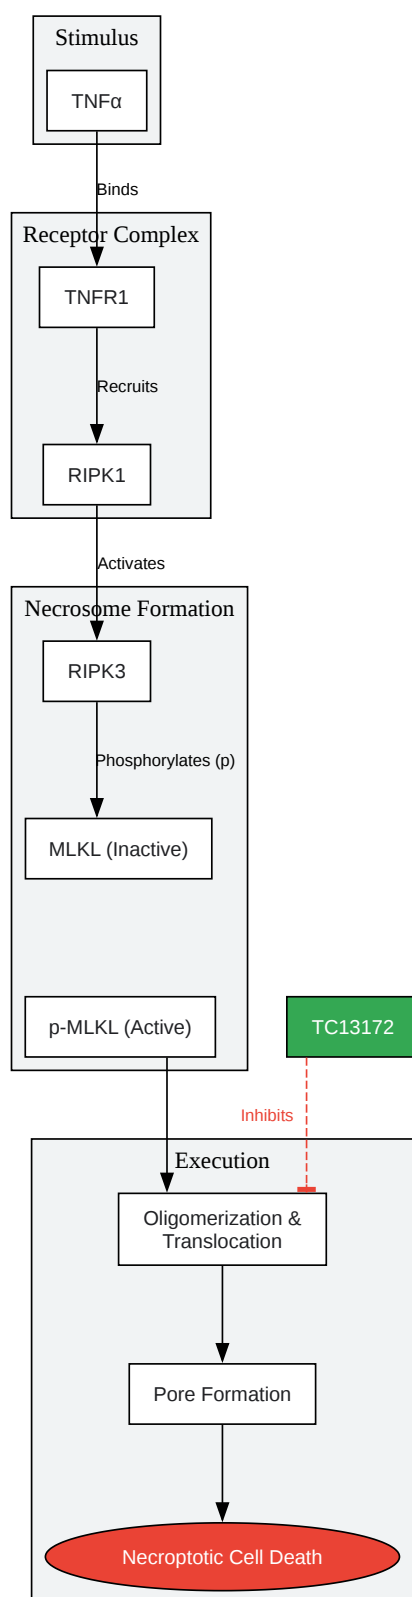 Stimulus
TNFα
Binds
Receptor Complex
TNFR1
Recruits
RIPK1
Activates
Necrosome Formation
RIPK3
Phosphorylates (p)
MLKL (Inactive)
p-MLKL (Active)
TC13172
Inhibits
Execution
Oligomerization &
Translocation
Pore Formation
Necroptotic Cell Death